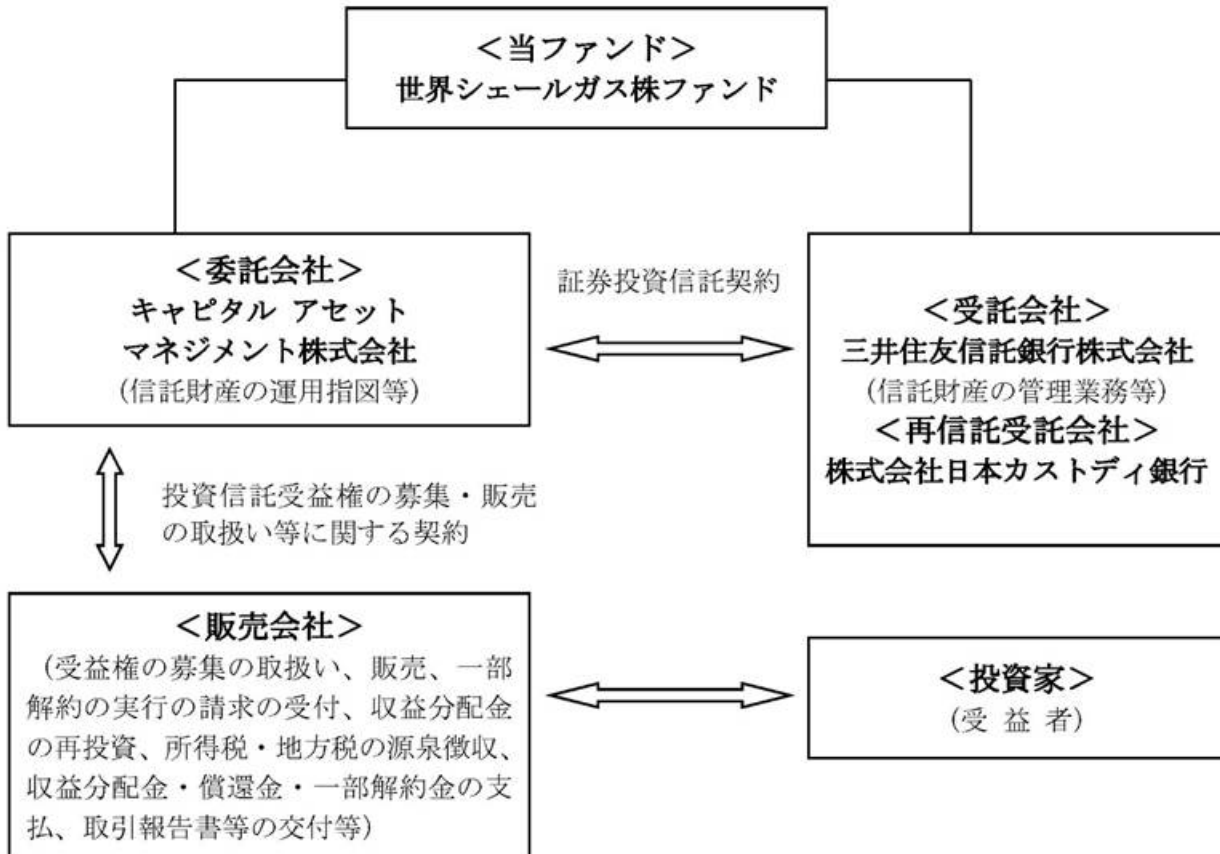 ＜当ファンド＞
世界シェールガス株ファンド
＜委託会社＞
キャピタル アセット
マネジメント株式会社
(信託財産の運用指図等)
証券投資信託契約
＜受託会社＞
三井住友信託銀行株式会社
(信託財産の管理業務等)
＜再信託受託会社＞
株式会社日本カストディ銀行
投資信託受益権の募集・販売
の取扱い等に関する契約
＜販売会社＞
(受益権の募集の取扱い、販売、一部
解約の実行の請求の受付、収益分配金
の再投資、所得税・地方税の源泉徴収、
収益分配金・償還金・一部解約金の支
払、取引報告書等の交付等)
＜投資家＞
(受 益 者)